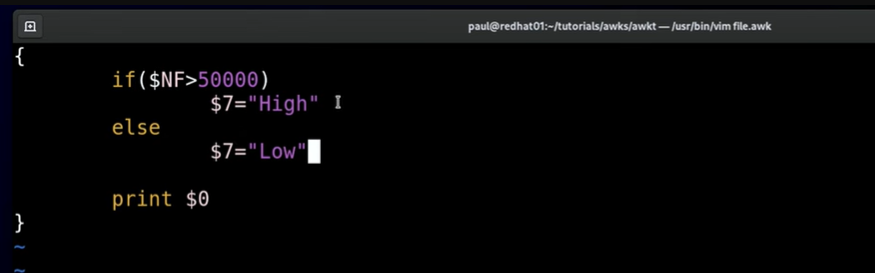 paul@redhat01:~/tutorials/awks/awkt — /usr/bin/vim file.awk
{
if($NF>50000)
$7="High"
else
$7="Low"
print $0
}
~
~